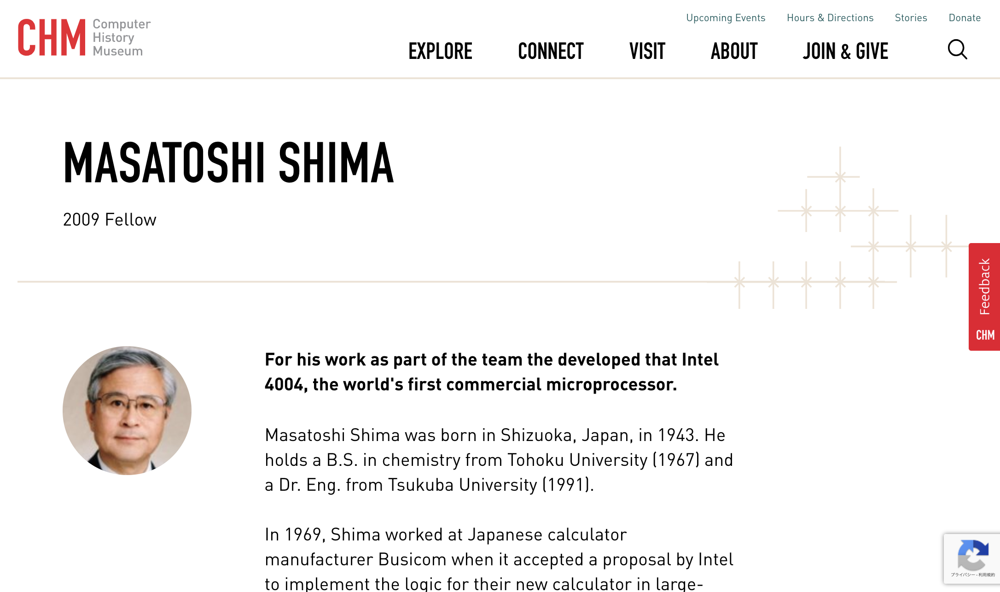 CHM Computer
History
Museum
Upcoming Events Hours & Directions Stories Donate
EXPLORE CONNECT VISIT ABOUT JOIN & GIVE
MASATOSHI SHIMA
2009 Fellow
Feedback
CHM
For his work as part of the team the developed that Intel
4004, the world's first commercial microprocessor.
Masatoshi Shima was born in Shizuoka, Japan, in 1943. He
holds a B.S. in chemistry from Tohoku University (1967) and
a Dr. Eng. from Tsukuba University (1991).
In 1969, Shima worked at Japanese calculator
manufacturer Busicom when it accepted a proposal by Intel
to implement the logic for their new calculator in large-
プライバシー - 利用規約